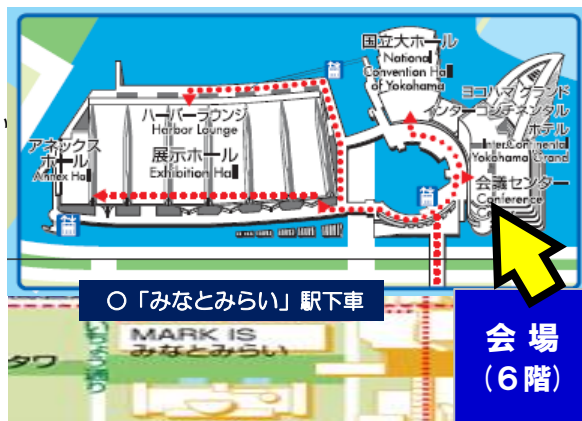 国立大ホール
National
Convention Hall
of Yokohama
ヨコハマ グランド
インターコンチネンタル
ホテル
InterContinental
Yokohama Grand
ハーバーラウンジ
Harbor Lounge
アネックス
ホール
Annex Hall
展示ホール
Exhibition Hall
会議センター
Conference
〇「みなとみらい」駅下車
会 場
(６階)
MARK IS
みなとみらい
タワ